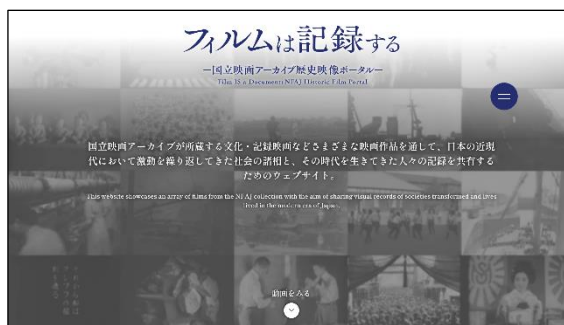 フィルムは記録する
―国立映画アーカイブ歴史映像ポータル―
Film IS a Document: NFAJ Historic Film Portal
国立映画アーカイブが所蔵する文化・記録映画などさまざまな映画作品を通して、日本の近現
代において激動を繰り返してきた社会の諸相と、その時代を生きてきた人々の記録を共有する
ためのウェブサイト。
This website showcases an array of films from the NFAJ collection with the aim of sharing visual records of societies transformed and lives
lived in the modern era of Japan.
動画をみる